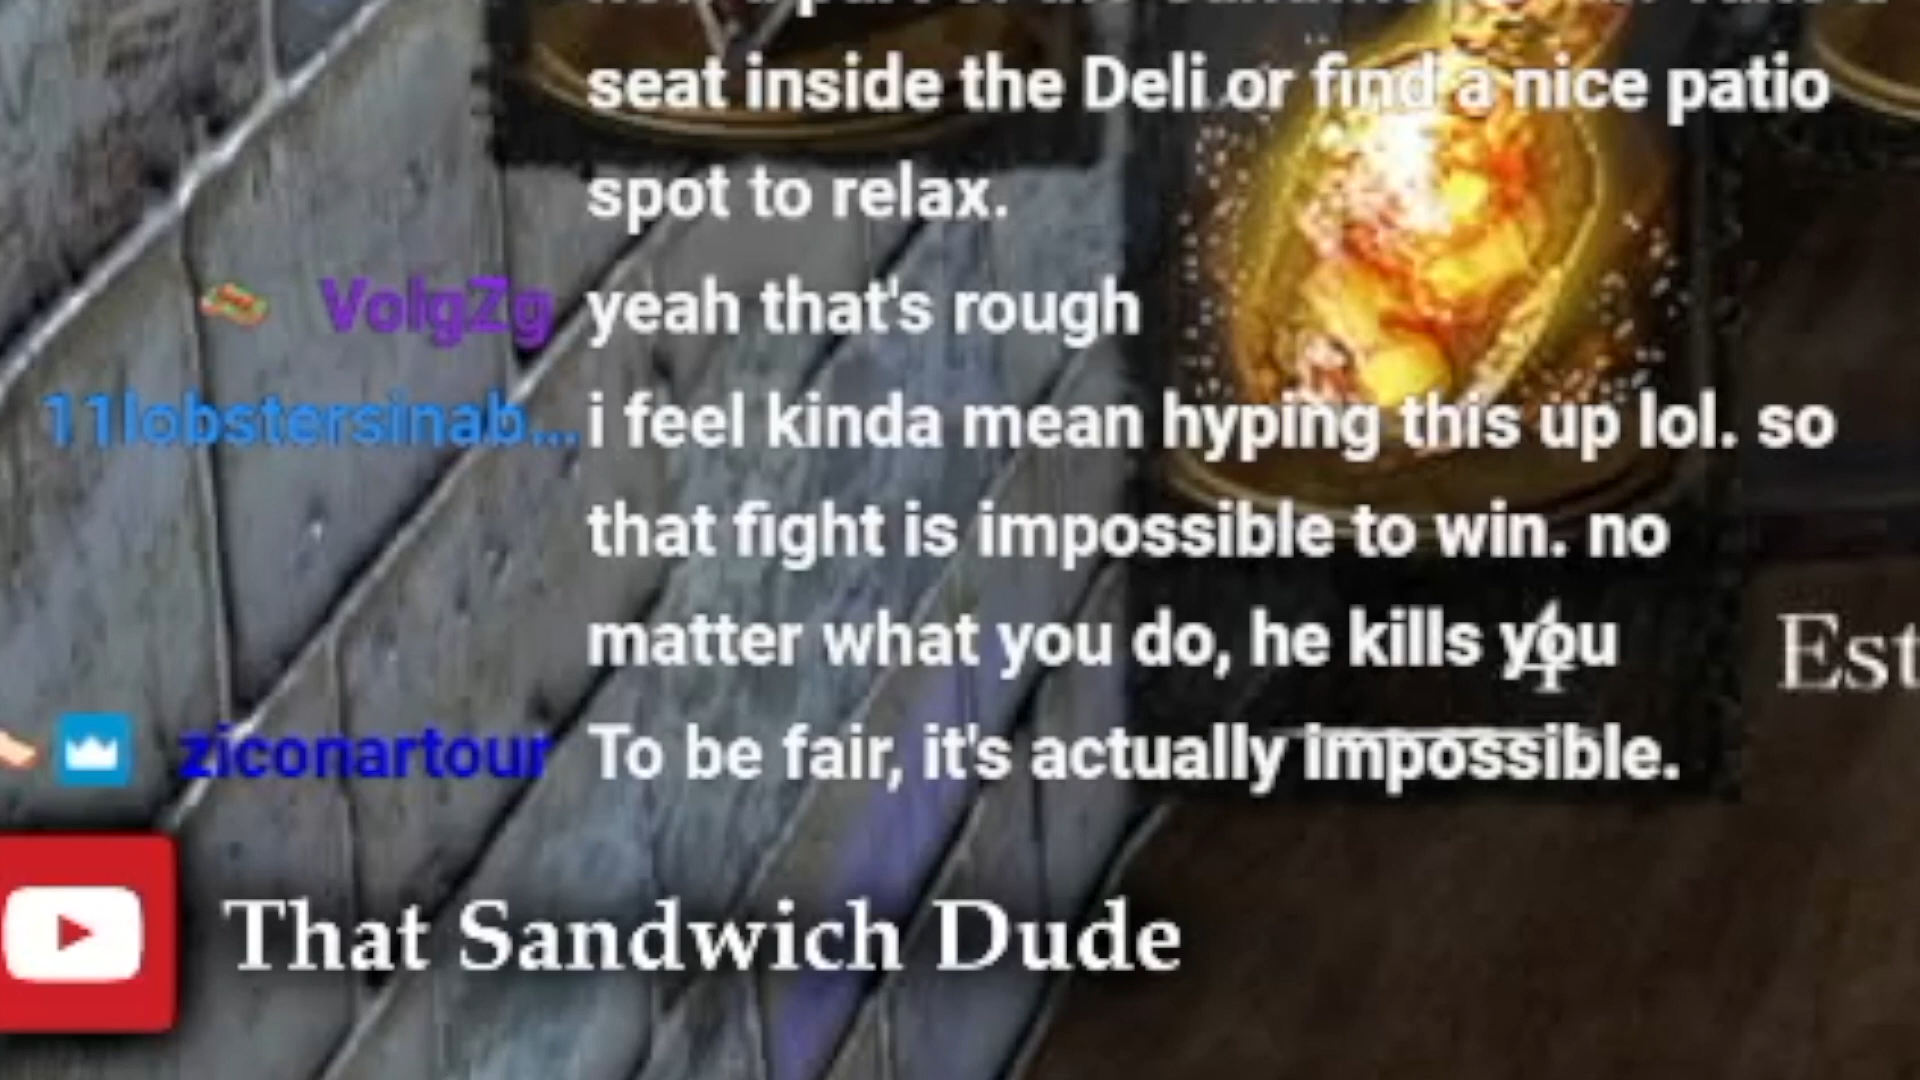 seat inside the Deli or find a nice patio
spot to relax.
VolgZg yeah that's rough
11lobstersinab... i feel kinda mean hyping this up lol. so
that fight is impossible to win. no
matter what you do, he kills you
4
Est
ziconartour To be fair, it's actually impossible.
That Sandwich Dude